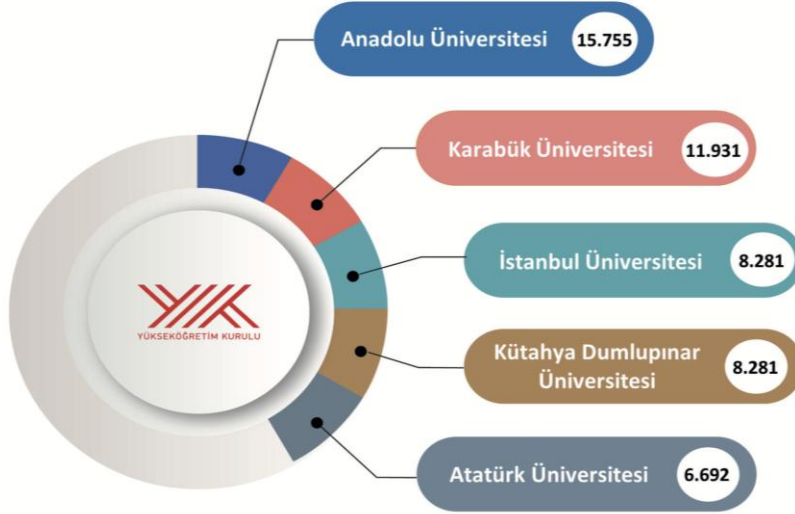 Anadolu Üniversitesi 15.755
Karabük Üniversitesi 11.931
İstanbul Üniversitesi 8.281
YÜKSEKÖĞRETİM KURULU
Kütahya Dumlupınar
Üniversitesi 8.281
Atatürk Üniversitesi 6.692